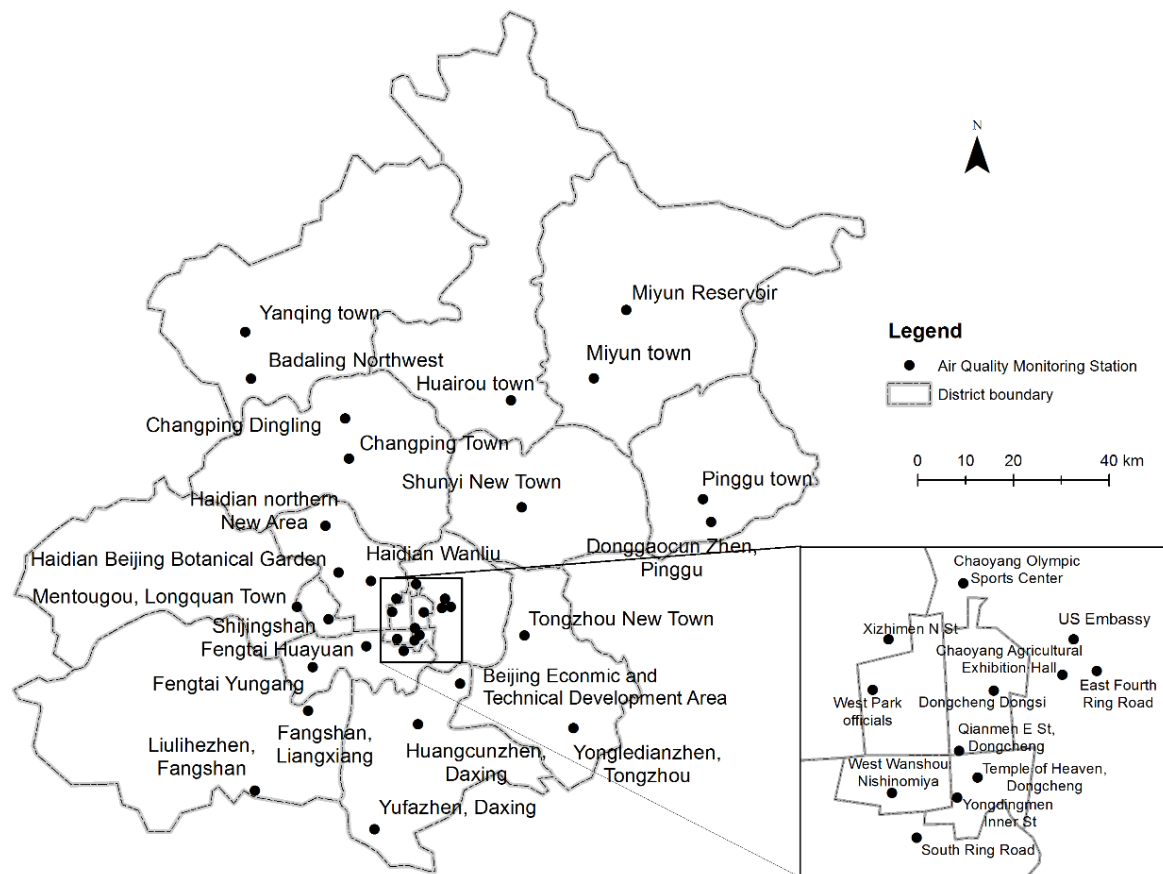 N
Miyun Reservoir
Yanqing town
Legend
Miyun town
Badaling Northwest
Air Quality Monitoring Station
Huairou town
District boundary
Changping Dingling
Changping Town
0 10 20 40 km
Shunyi New Town
Pinggu town
Haidian northern
New Area
Donggaocun Zhen,
Pinggu
Haidian Beijing Botanical Garden
Haidian Wanliu
Mentougou, Longquan Town
Shijingshan
Tongzhou New Town
Fengtai Huayuan
Fengtai Yungang
Beijing Econmic and
Technical Development Area
Fangshan,
Liangxiang
Liulihezhen,
Fangshan
Huangcunzhen,
Daxing
Yongledianzhen,
Tongzhou
Yufazhen, Daxing
Chaoyang Olympic
Sports Center
US Embassy
Xizhimen N St
Chaoyang Agricultural
Exhibition Hall
East Fourth
Ring Road
West Park
officials
Dongcheng Dongsi
Qianmen E St,
Dongcheng
West Wanshou
Nishinomiya
Temple of Heaven,
Dongcheng
Yongdingmen
Inner St
South Ring Road